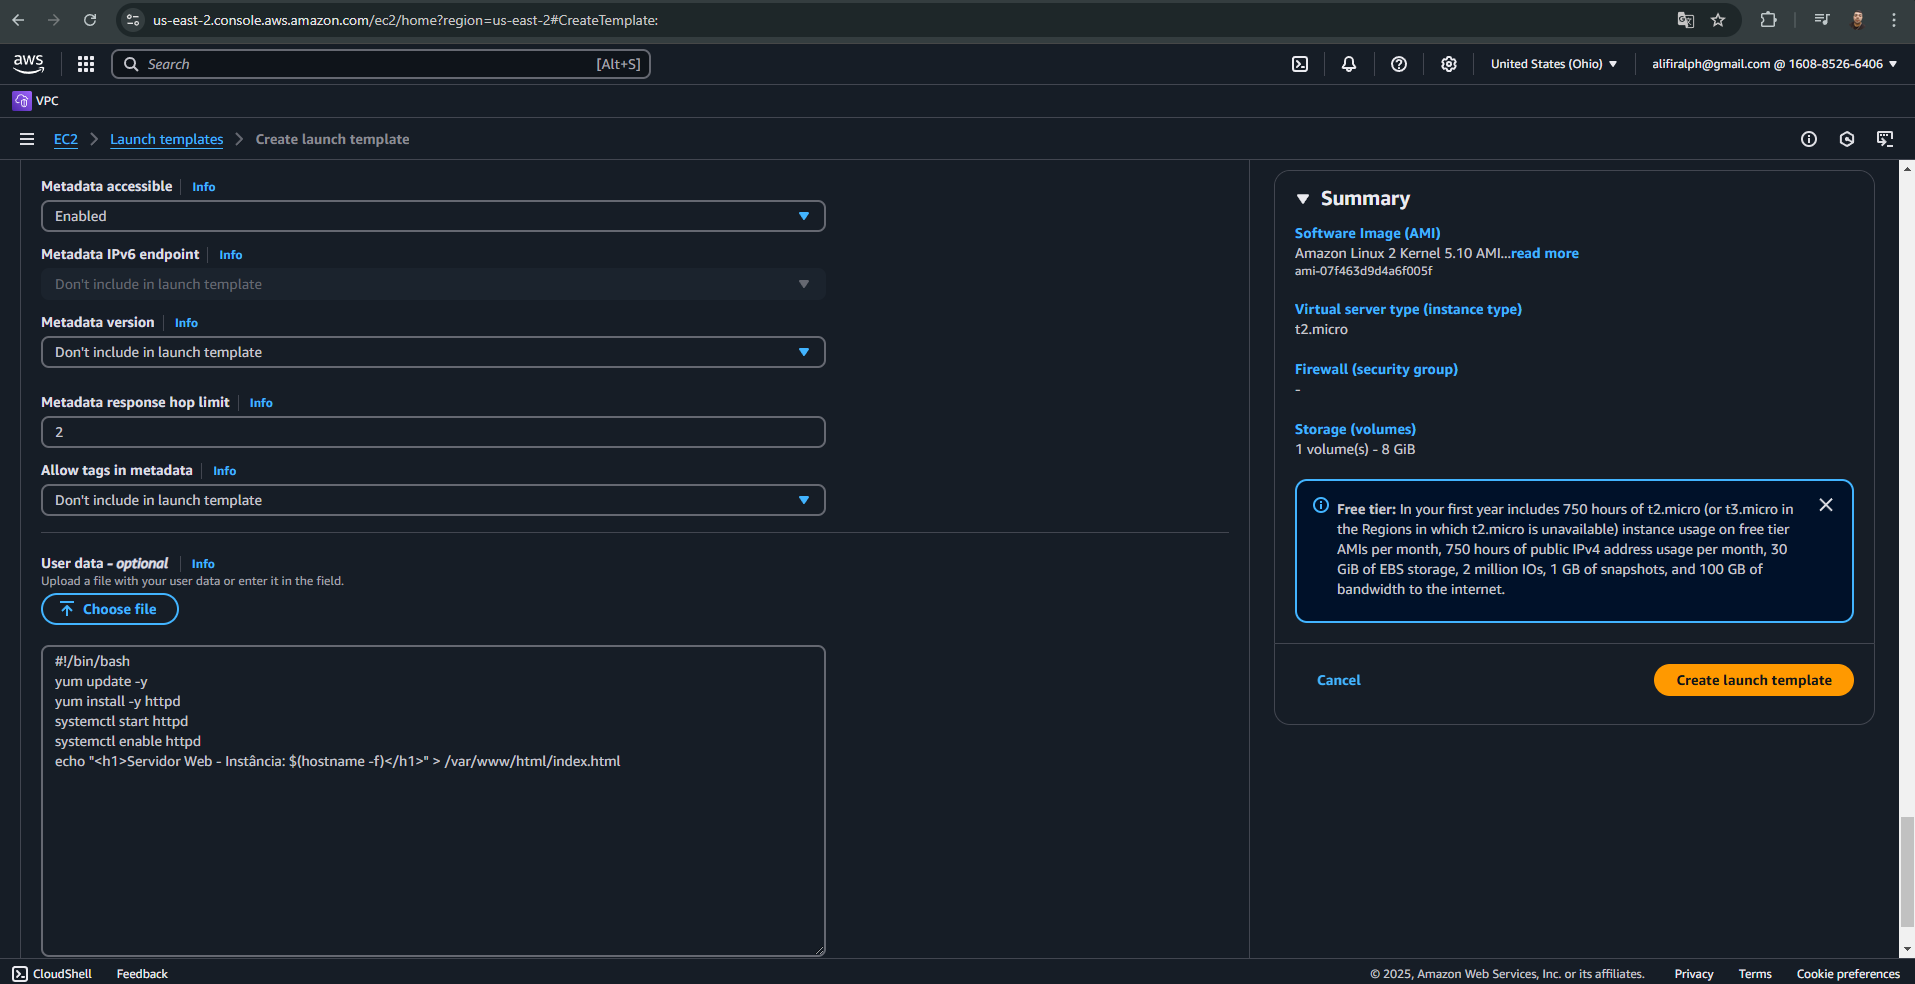 us-east-2.console.aws.amazon.com/ec2/home?region=us-east-2#CreateTemplate:
aws
Search
[Alt+S]
United States (Ohio)
alifiralph@gmail.com @ 1608-8526-6406
VPC
EC2
Launch templates
Create launch template
Metadata accessible
Info
Enabled
Metadata IPv6 endpoint
Info
Don't include in launch template
Metadata version
Info
Don't include in launch template
Metadata response hop limit
Info
2
Allow tags in metadata
Info
Don't include in launch template
User data - optional
Info
Upload a file with your user data or enter it in the field.
Choose file
#!/bin/bash
yum update -y
yum install -y httpd
systemctl start httpd
systemctl enable httpd
echo "<h1>Servidor Web - Instância: $(hostname -f)</h1>" > /var/www/html/index.html
Summary
Software Image (AMI)
Amazon Linux 2 Kernel 5.10 AMI...read more
ami-07f463d9d4a6f005f
Virtual server type (instance type)
t2.micro
Firewall (security group)
-
Storage (volumes)
1 volume(s) - 8 GiB
Free tier: In your first year includes 750 hours of t2.micro (or t3.micro in
the Regions in which t2.micro is unavailable) instance usage on free tier
AMIs per month, 750 hours of public IPv4 address usage per month, 30
GiB of EBS storage, 2 million IOs, 1 GB of snapshots, and 100 GB of
bandwidth to the internet.
Cancel
Create launch template
CloudShell
Feedback
© 2025, Amazon Web Services, Inc. or its affiliates.
Privacy
Terms
Cookie preferences